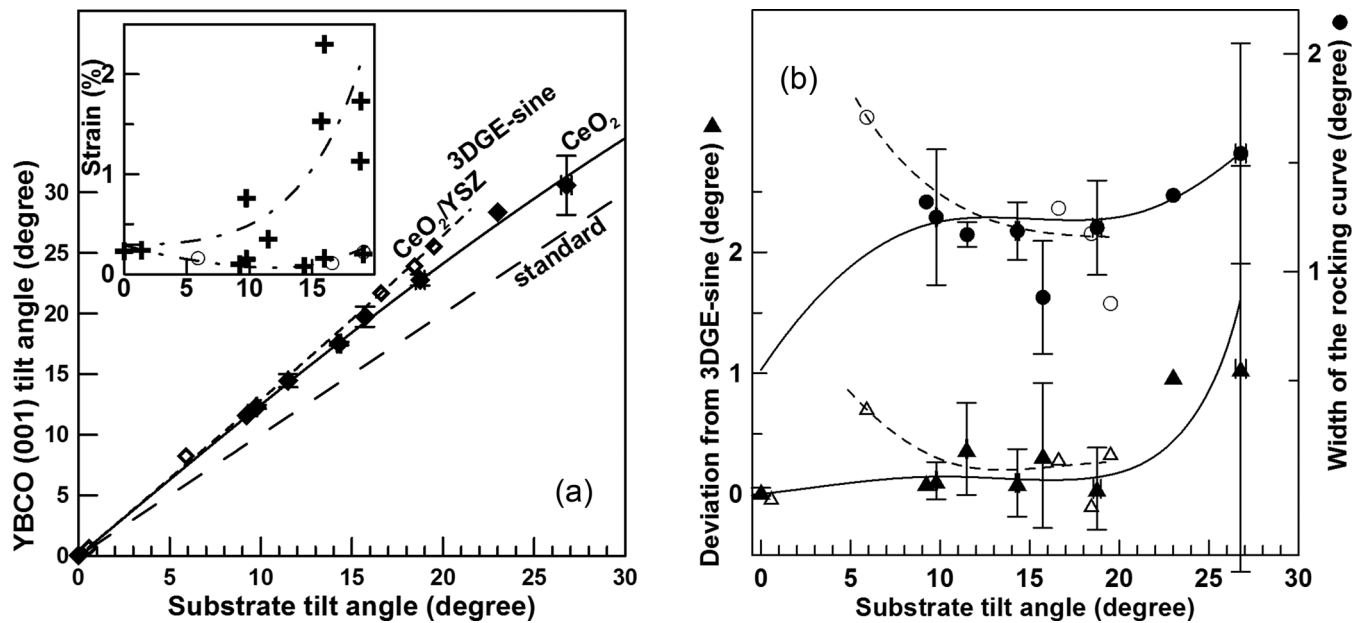 (a)
YBCO (001) tilt angle (degree)
0
5
10
15
20
25
30
0
5
10
15
20
25
30
Substrate tilt angle (degree)
Strain (%)
0
1
2
0
5
10
15
3DGE-sine
CeO2/YSZ
CeO2
standard
(b)
Deviation from 3DGE-sine (degree) ▲
0
1
2
0
5
10
15
20
25
30
Substrate tilt angle (degree)
1
2
Width of the rocking curve (degree) ●